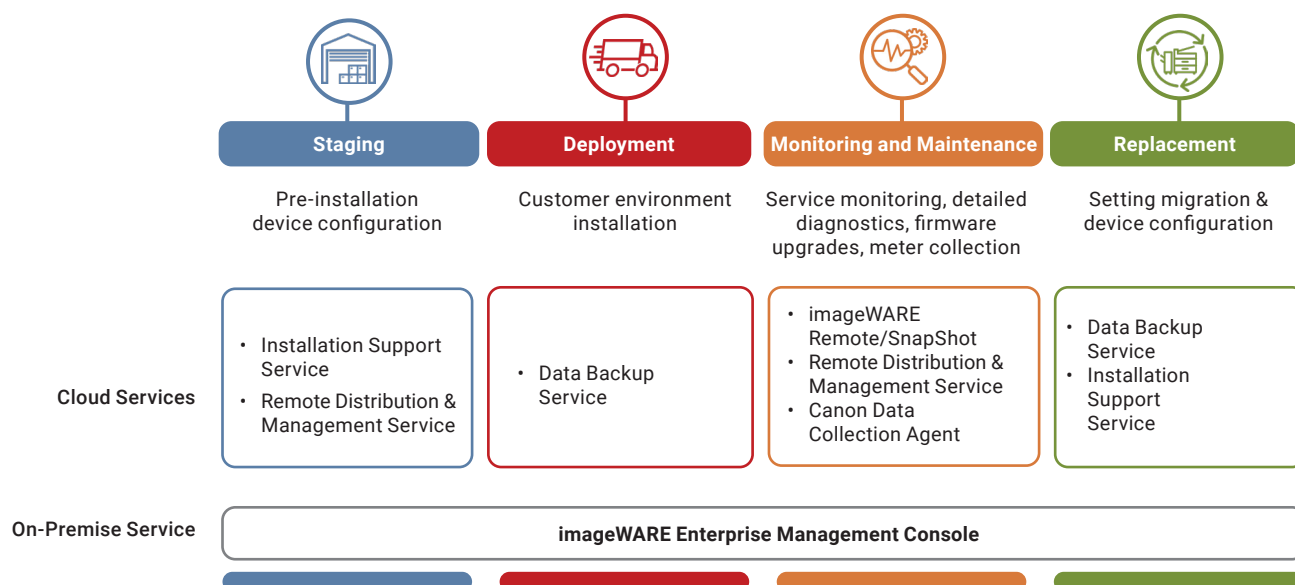 Staging
Deployment
Monitoring and Maintenance
Replacement
Pre-installation
device configuration
Customer environment
installation
Service monitoring, detailed
diagnostics, firmware
upgrades, meter collection
Setting migration &
device configuration
Cloud Services
• Installation Support
Service
• Remote Distribution &
Management Service
• Data Backup
Service
• imageWARE
Remote/SnapShot
• Remote Distribution &
Management Service
• Canon Data
Collection Agent
• Data Backup
Service
• Installation
Support
Service
On-Premise Service
imageWARE Enterprise Management Console